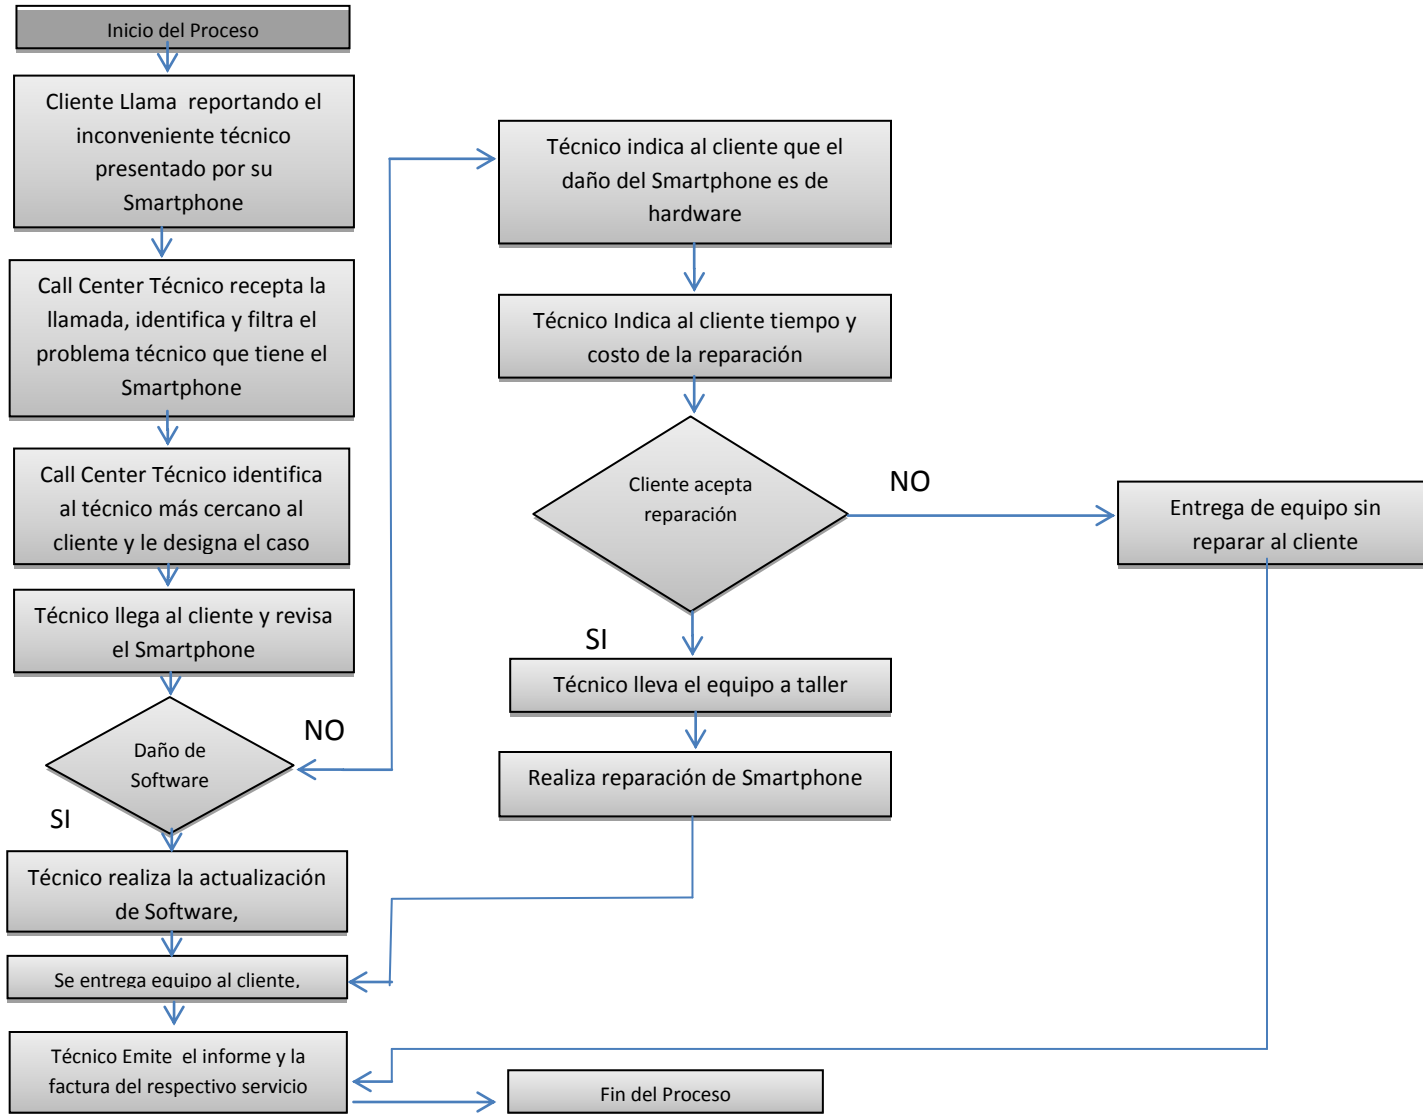 Inicio del Proceso
Cliente Llama  reportando el
inconveniente técnico
presentado por su
Smartphone
Call Center Técnico recepta la
llamada, identifica y filtra el
problema técnico que tiene el
Smartphone
Call Center Técnico identifica
al técnico más cercano al
cliente y le designa el caso
Técnico llega al cliente y revisa
el Smartphone
Daño de
Software
NO
SI
Técnico realiza la actualización
de Software,
Se entrega equipo al cliente,
Técnico Emite  el informe y la
factura del respectivo servicio
Técnico indica al cliente que el
daño del Smartphone es de
hardware
Técnico Indica al cliente tiempo y
costo de la reparación
Cliente acepta
reparación
NO
SI
Técnico lleva el equipo a taller
Realiza reparación de Smartphone
Entrega de equipo sin
reparar al cliente
Fin del Proceso